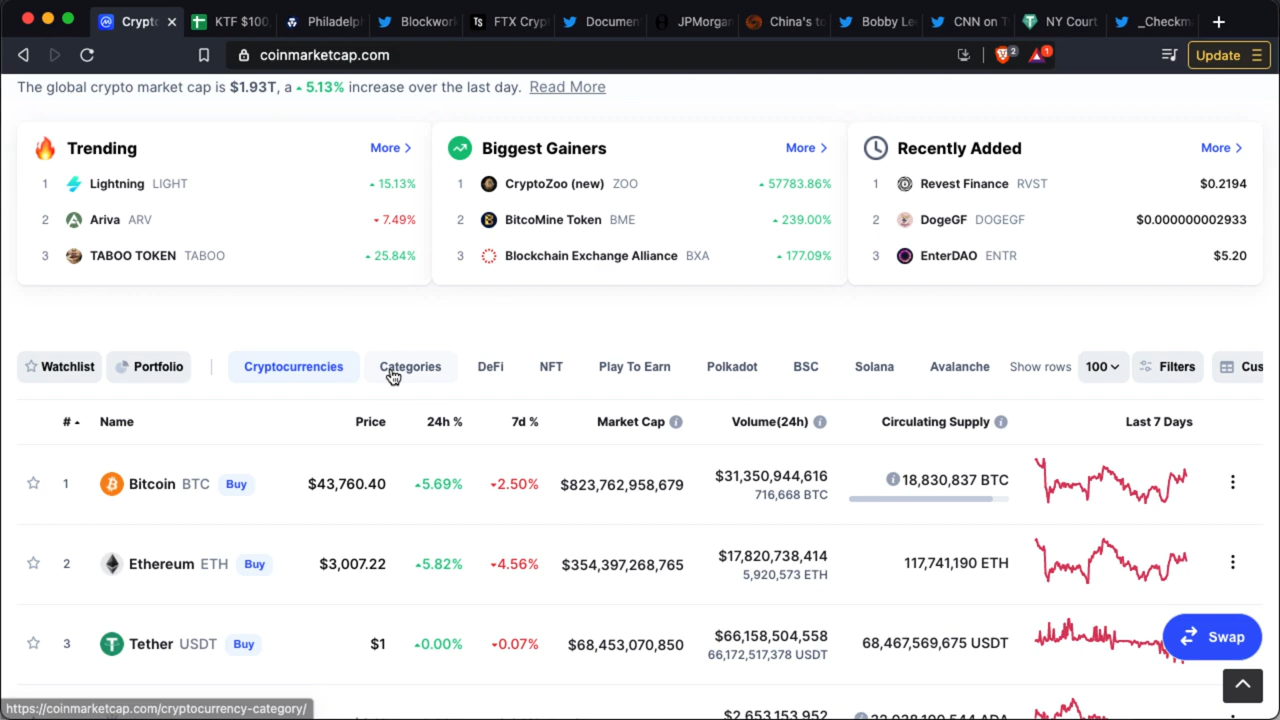 Crypto
KTF $100,
Philadelp
Blockwor
FTX Cryp
Documen
JPMorgan
China's to
Bobby Le
CNN on T
NY Court
_Checkma
coinmarketcap.com
2
1
Update
The global crypto market cap is $1.93T, a 5.13% increase over the last day. Read More
Trending More
1 Lightning LIGHT 15.13%
2 Ariva ARV 7.49%
3 TABOO TOKEN TABOO 25.84%
Biggest Gainers More
1 CryptoZoo (new) ZOO 57783.86%
2 BitcoMine Token BME 239.00%
3 Blockchain Exchange Alliance BXA 177.09%
Recently Added More
1 Revest Finance RVST $0.2194
2 DogeGF DOGEGF $0.000000002933
3 EnterDAO ENTR $5.20
Watchlist Portfolio Cryptocurrencies Categories DeFi NFT Play To Earn Polkadot BSC Solana Avalanche Show rows 100 Filters Cus
# Name Price 24h % 7d % Market Cap Volume(24h) Circulating Supply Last 7 Days
1 Bitcoin BTC Buy $43,760.40 5.69% 2.50% $823,762,958,679 $31,350,944,616 18,830,837 BTC
716,668 BTC
2 Ethereum ETH Buy $3,007.22 5.82% 4.56% $354,397,268,765 $17,820,738,414 117,741,190 ETH
5,920,573 ETH
3 Tether USDT Buy $1 0.00% 0.07% $68,453,070,850 $66,158,504,558 68,467,569,675 USDT
66,172,517,378 USDT
Swap
https://coinmarketcap.com/cryptocurrency-category/
$2,653,153,952